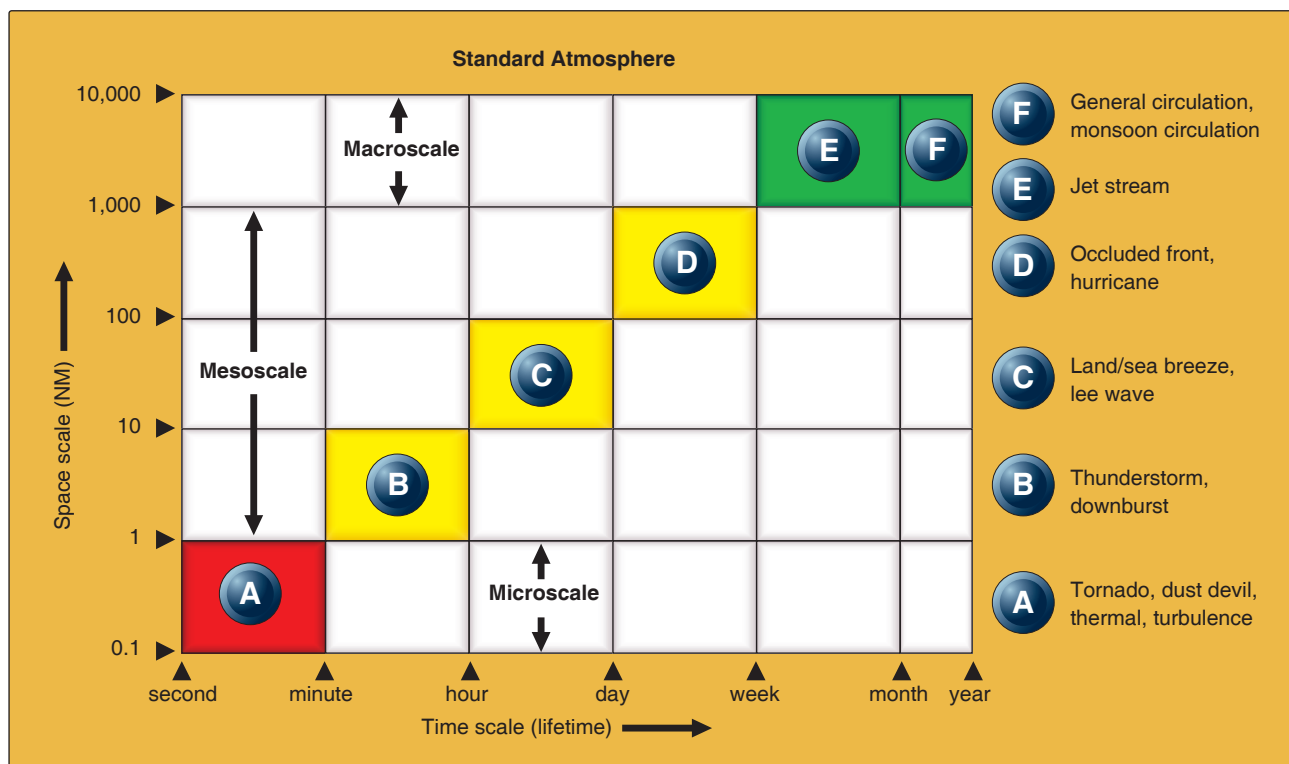 Standard Atmosphere
10,000
1,000
100
10
1
0.1
Space scale (NM)
Macroscale
Mesoscale
Microscale
A
B
C
D
E
F
second
minute
hour
day
week
month
year
Time scale (lifetime)
F
General circulation,
monsoon circulation
E
Jet stream
D
Occluded front,
hurricane
C
Land/sea breeze,
lee wave
B
Thunderstorm,
downburst
A
Tornado, dust devil,
thermal, turbulence